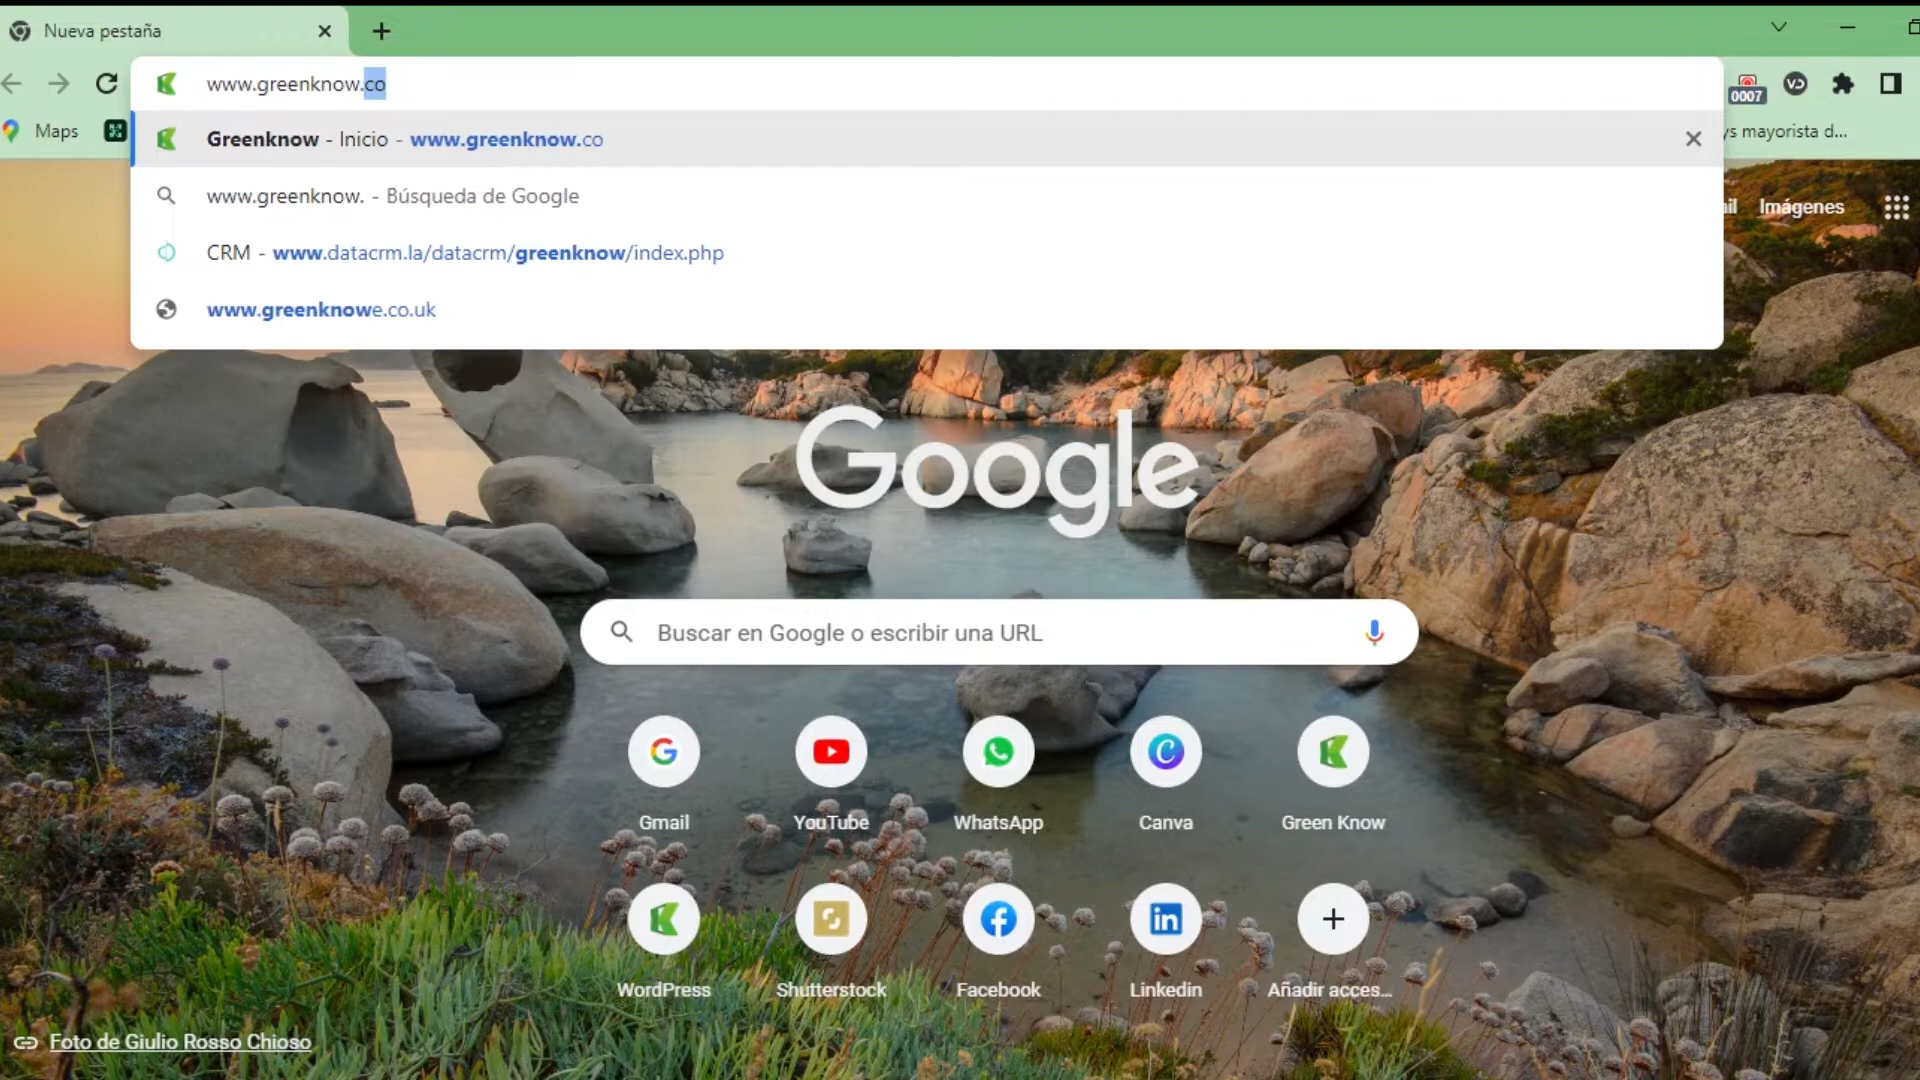 Nueva pestaña
www.greenknow.co
0007
Maps
ys mayorista d...
Greenknow - Inicio - www.greenknow.co
www.greenknow. - Búsqueda de Google
CRM - www.datacrm.la/datacrm/greenknow/index.php
www.greenknowe.co.uk
il
Imágenes
Google
Buscar en Google o escribir una URL
Gmail
YouTube
WhatsApp
Canva
Green Know
WordPress
Shutterstock
Facebook
Linkedin
Añadir acces...
Foto de Giulio Rosso Chioso